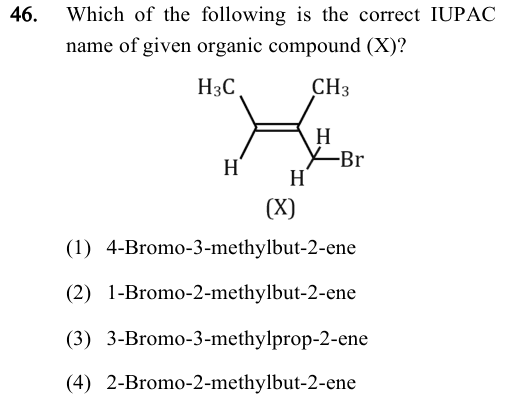 46. Which of the following is the correct IUPAC
name of given organic compound (X)?
H3C CH3
H
Br
H
H
(X)
(1) 4-Bromo-3-methylbut-2-ene
(2) 1-Bromo-2-methylbut-2-ene
(3) 3-Bromo-3-methylprop-2-ene
(4) 2-Bromo-2-methylbut-2-ene